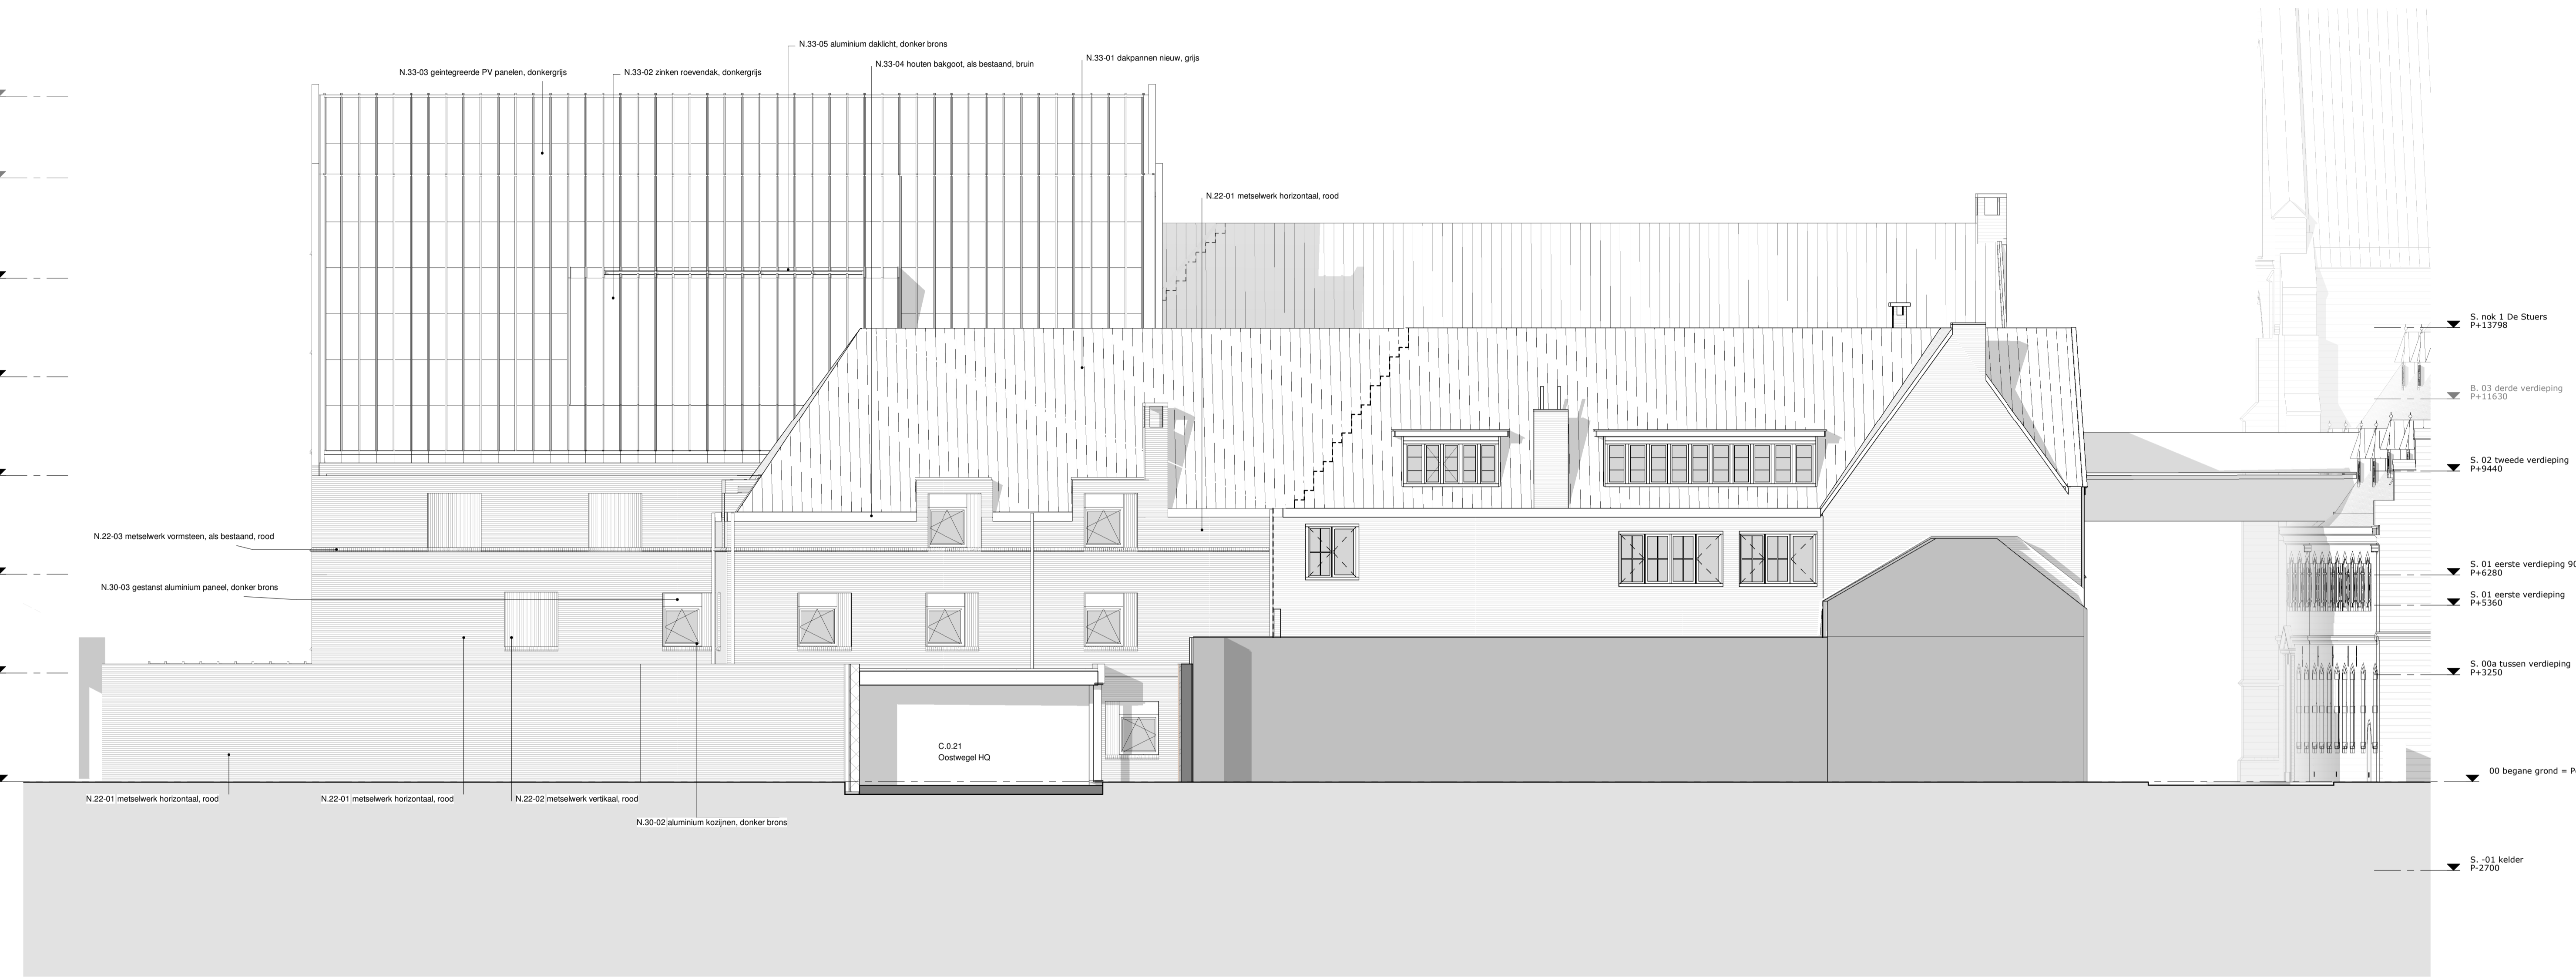 N.33-05 aluminium daklicht, donker brons
N.33-04 houten bakgoot, als bestaand, bruin
N.33-01 dakpannen nieuw, grijs
N.33-03 geintegreerde PV panelen, donkergrijs
N.33-02 zinken roevendak, donkergrijs
N.22-01 metselwerk horizontaal, rood
S. nok 1 De Stuers
P+13798
B. 03 derde verdieping
P+11630
S. 02 tweede verdieping
P+9440
N.22-03 metselwerk vormsteen, als bestaand, rood
S. 01 eerste verdieping 90
P+6280
N.30-03 gestanst aluminium paneel, donker brons
S. 01 eerste verdieping
P+5360
S. 00a tussen verdieping
P+3250
C.0.21
Oostwegel HQ
00 begane grond = P
N.22-01 metselwerk horizontaal, rood
N.22-01 metselwerk horizontaal, rood
N.22-02 metselwerk vertikaal, rood
N.30-02 aluminium kozijnen, donker brons
S. -01 kelder
P-2700